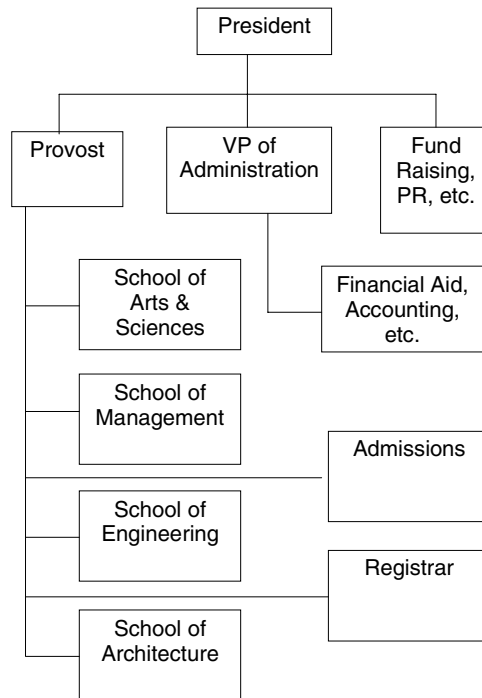 President
Provost
VP of
Administration
Fund
Raising,
PR, etc.
School of
Arts &
Sciences
Financial Aid,
Accounting,
etc.
School of
Management
Admissions
School of
Engineering
Registrar
School of
Architecture